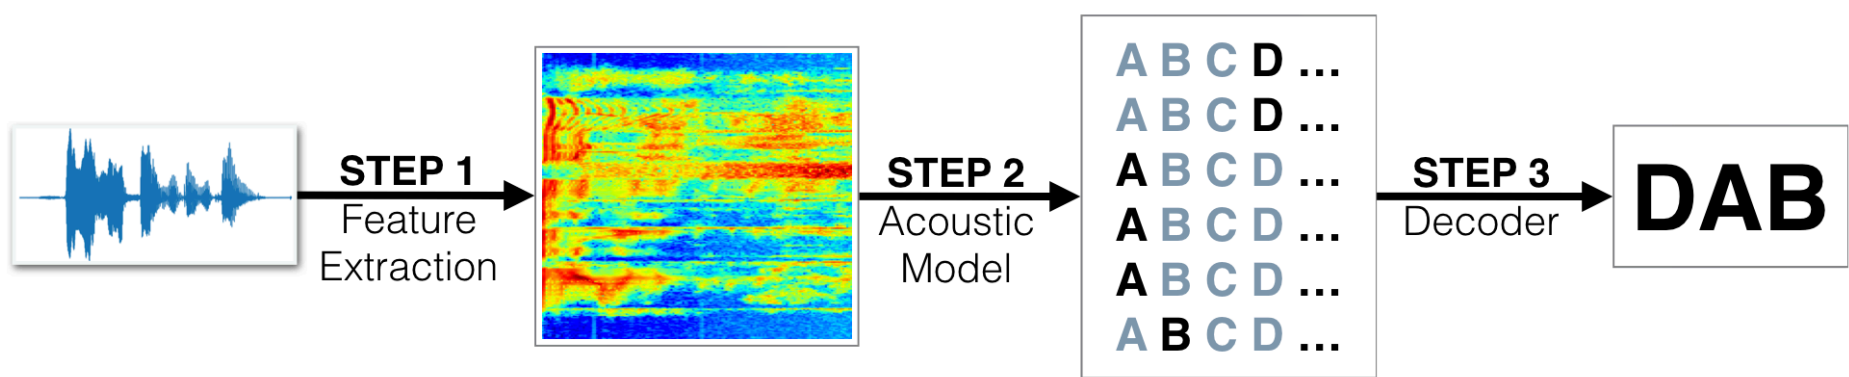 STEP 1
Feature
Extraction
STEP 2
Acoustic
Model
A B C D ...
A B C D ...
A B C D ...
A B C D ...
A B C D ...
A B C D ...
STEP 3
Decoder
DAB